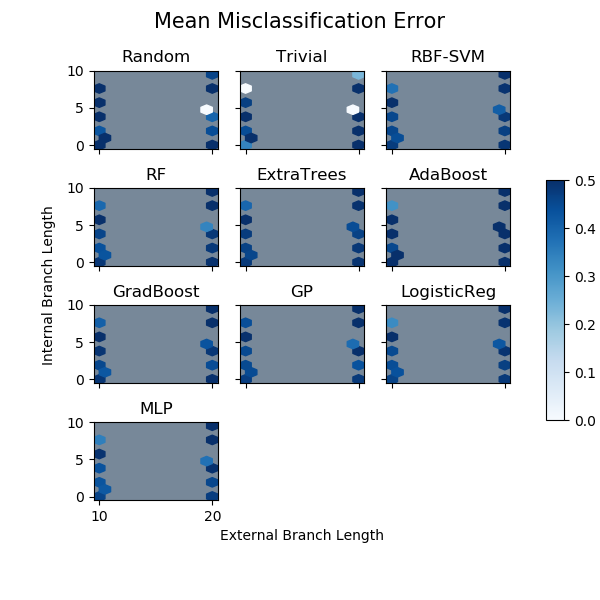 Mean Misclassification Error
Random
Trivial
RBF-SVM
10
5
0
RF
ExtraTrees
AdaBoost
10
5
0
GradBoost
GP
LogisticReg
10
5
0
MLP
10
5
0
10
20
Internal Branch Length
External Branch Length
0.5
0.4
0.3
0.2
0.1
0.0